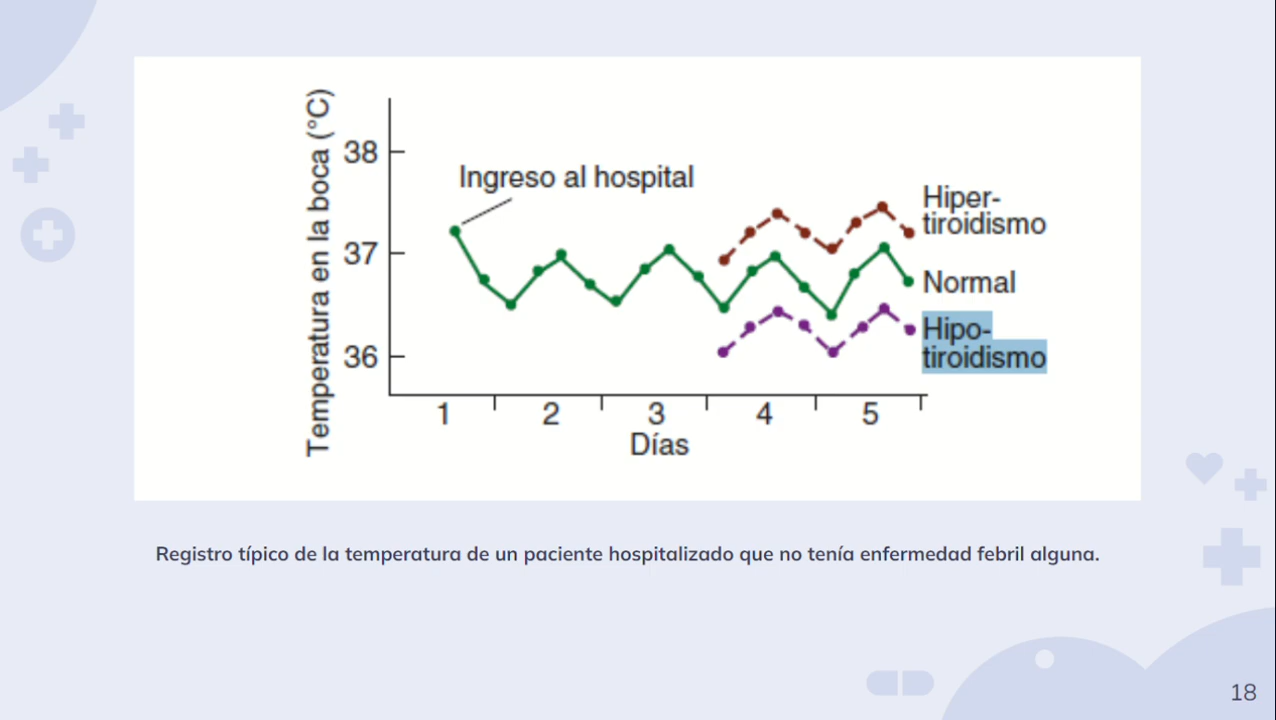 Temperatura en la boca (°C)
38
37
36
Ingreso al hospital
Hiper-
tiroidismo
Normal
Hipo-
tiroidismo
1 2 3 4 5
Días
Registro típico de la temperatura de un paciente hospitalizado que no tenía enfermedad febril alguna.
18